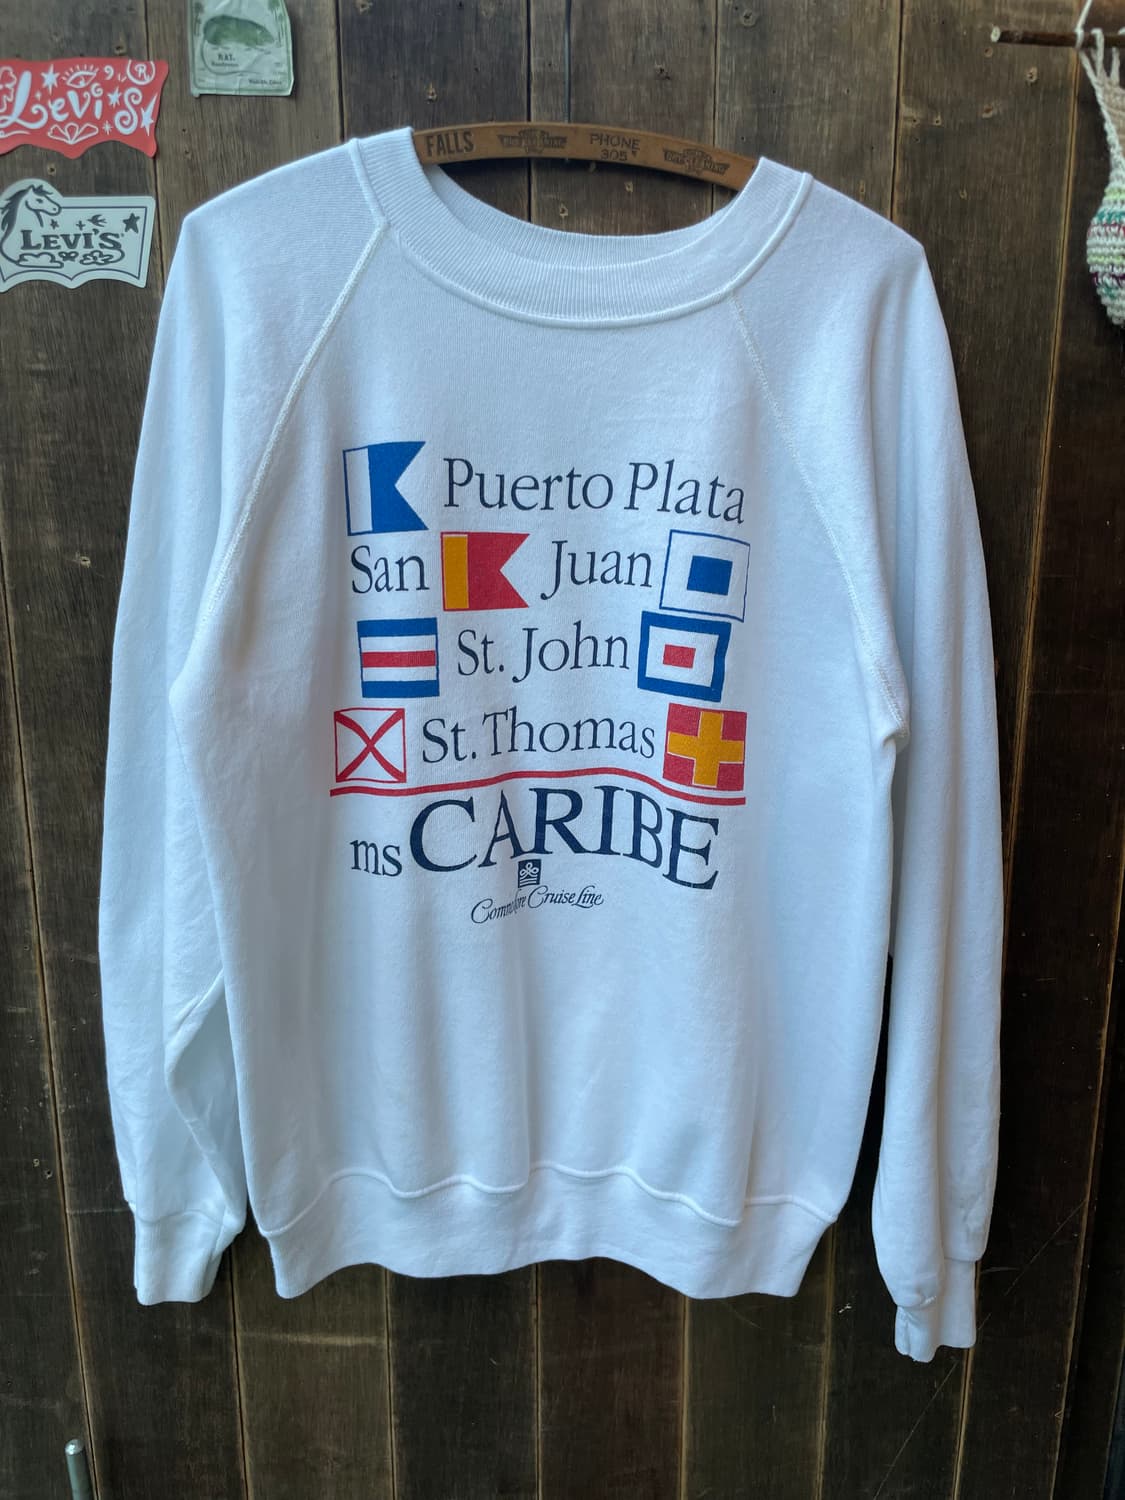 Levi's®
LEVI'S
FALLS
PHONE
305
Puerto Plata
San Juan
St. John
St. Thomas
ms CARIBE
Commodore Cruise Line